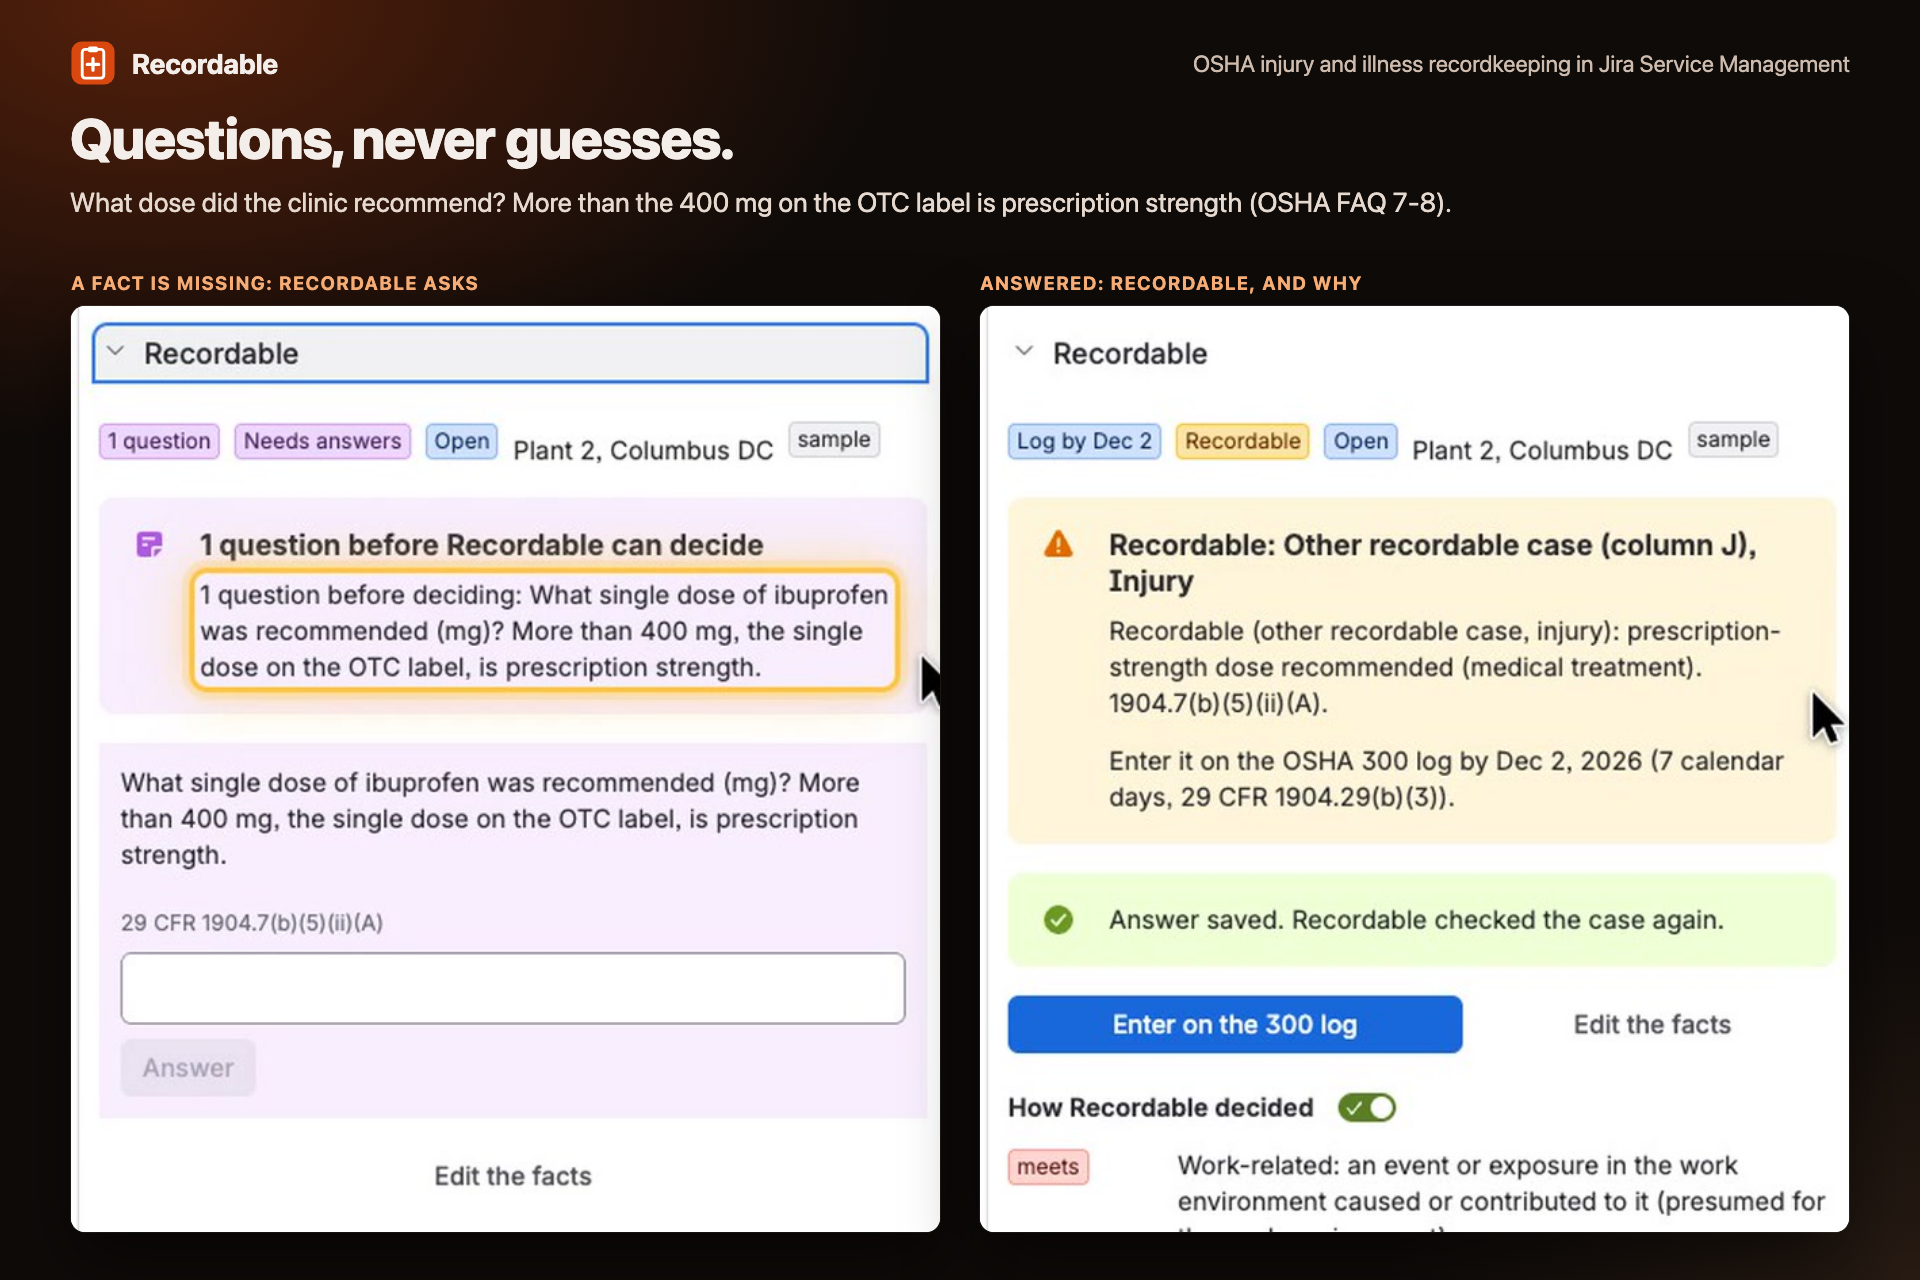 Recordable
OSHA injury and illness recordkeeping in Jira Service Management
Questions, never guesses.
What dose did the clinic recommend? More than the 400 mg on the OTC label is prescription strength (OSHA FAQ 7-8).
A FACT IS MISSING: RECORDABLE ASKS
Recordable
1 question
Needs answers
Open
Plant 2, Columbus DC
sample
1 question before Recordable can decide
1 question before deciding: What single dose of ibuprofen
was recommended (mg)? More than 400 mg, the single
dose on the OTC label, is prescription strength.
What single dose of ibuprofen was recommended (mg)? More
than 400 mg, the single dose on the OTC label, is prescription
strength.
29 CFR 1904.7(b)(5)(ii)(A)
Answer
Edit the facts
ANSWERED: RECORDABLE, AND WHY
Recordable
Log by Dec 2
Recordable
Open
Plant 2, Columbus DC
sample
Recordable: Other recordable case (column J),
Injury
Recordable (other recordable case, injury): prescription-
strength dose recommended (medical treatment).
1904.7(b)(5)(ii)(A).
Enter it on the OSHA 300 log by Dec 2, 2026 (7 calendar
days, 29 CFR 1904.29(b)(3)).
Answer saved. Recordable checked the case again.
Enter on the 300 log
Edit the facts
How Recordable decided
meets
Work-related: an event or exposure in the work
environment caused or contributed to it (presumed for